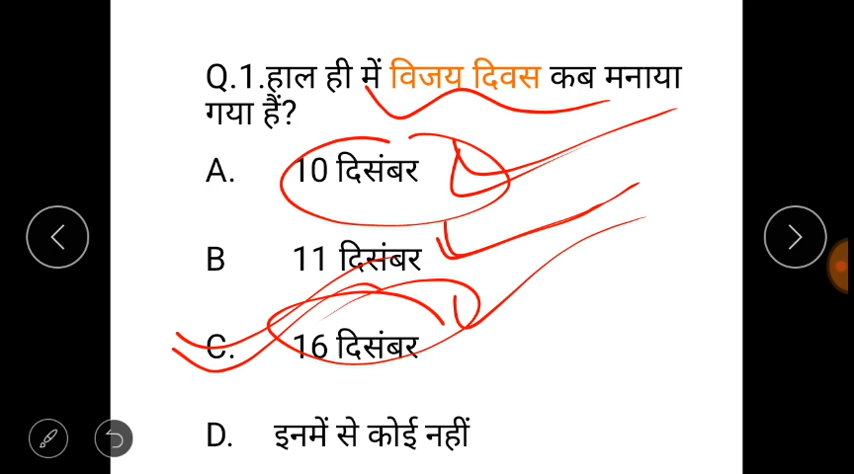 Q.1.हाल ही में विजय दिवस कब मनाया
गया हैं?
A. 10 दिसंबर
B 11 दिसंबर
C. 16 दिसंबर
D. इनमें से कोई नहीं